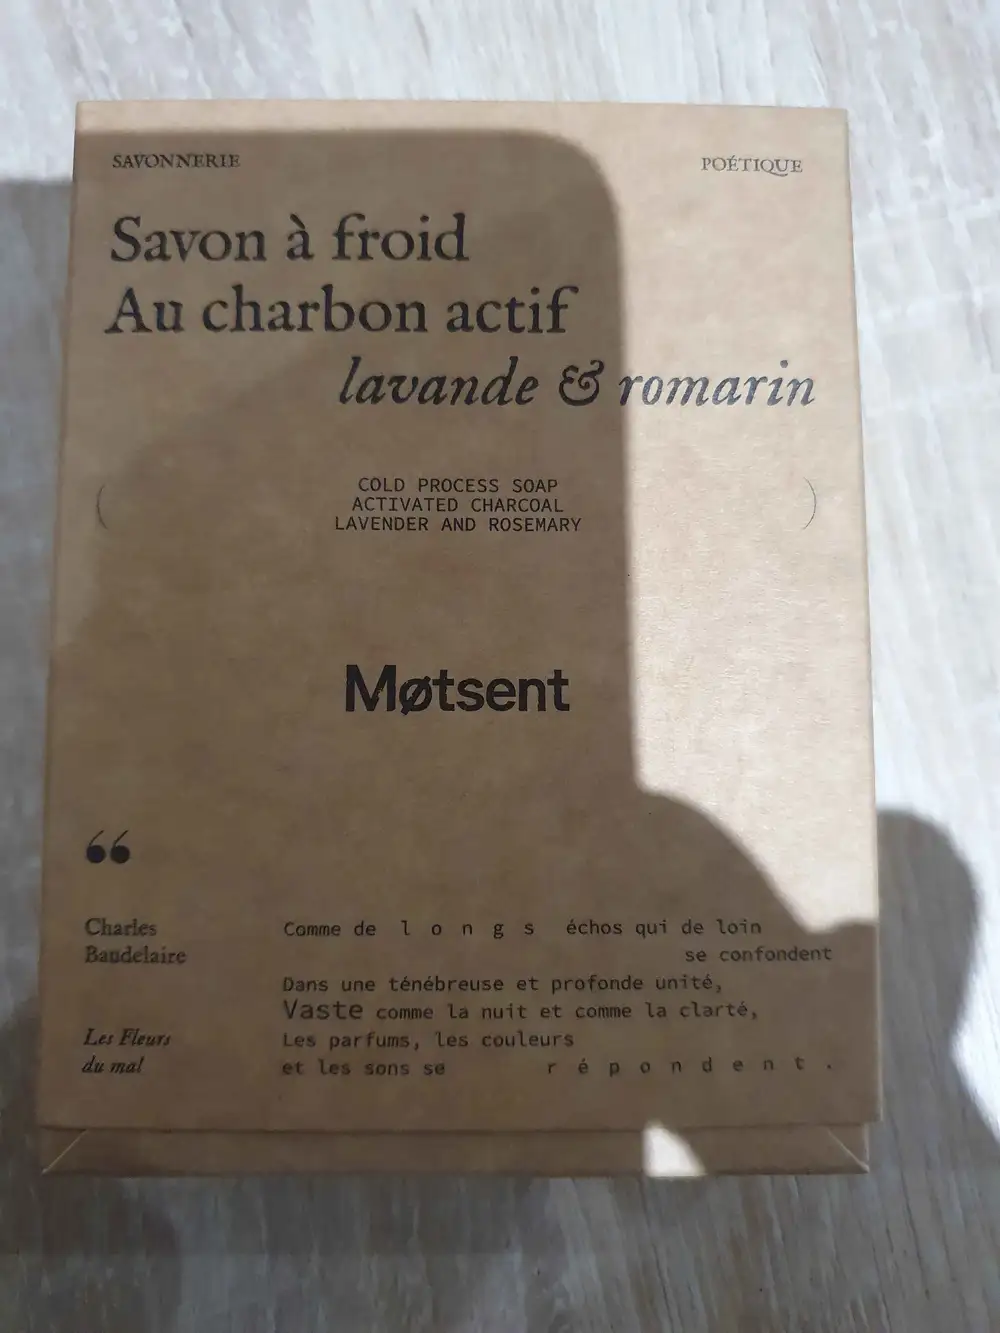 SAVONNERIE
POÉTIQUE
Savon à froid
Au charbon actif
lavande & romarin
( COLD PROCESS SOAP
ACTIVATED CHARCOAL
LAVENDER AND ROSEMARY )
Møtsent
“
Charles
Baudelaire
Les Fleurs
du mal
Comme de l o n g s échos qui de loin
se confondent
Dans une ténébreuse et profonde unité,
Vaste comme la nuit et comme la clarté,
Les parfums, les couleurs
et les sons se r é p o n d e n t .